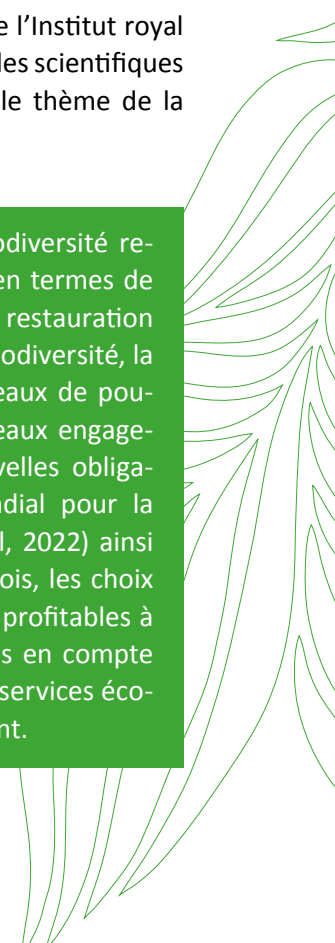 e l’Institut royal
les scientifiques
le thème de la
odiversité re-
en termes de
restauration
odiversité, la
eaux de pou-
eaux engage-
velles obliga-
dial pour la
l, 2022) ainsi
ois, les choix
profitables à
s en compte
services éco-
nt.